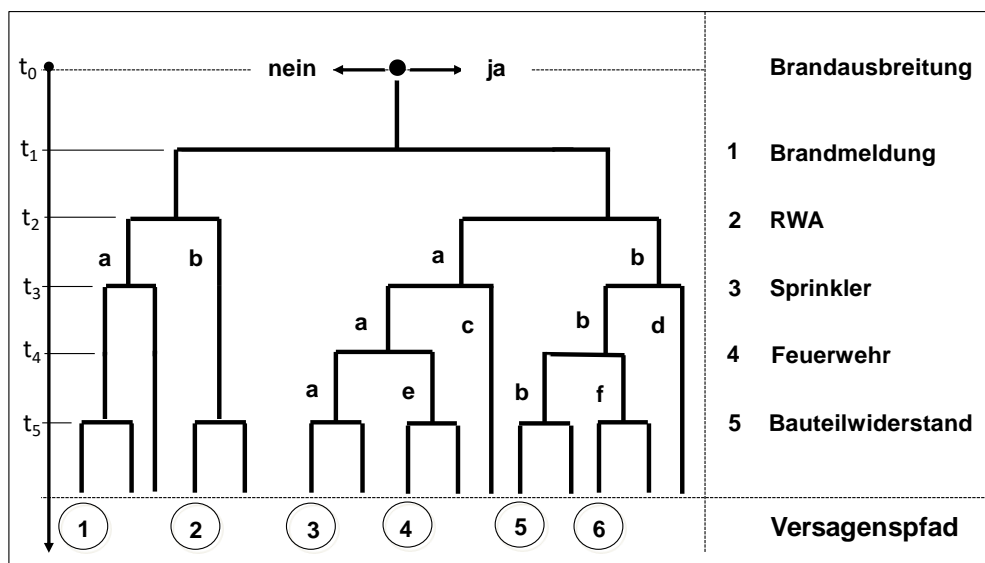 t0 nein ja Brandausbreitung
t1 1 Brandmeldung
t2 2 RWA
a b a b
t3 3 Sprinkler
a c b d
t4 4 Feuerwehr
a e b f
t5 5 Bauteilwiderstand
1 2 3 4 5 6 Versagenspfad